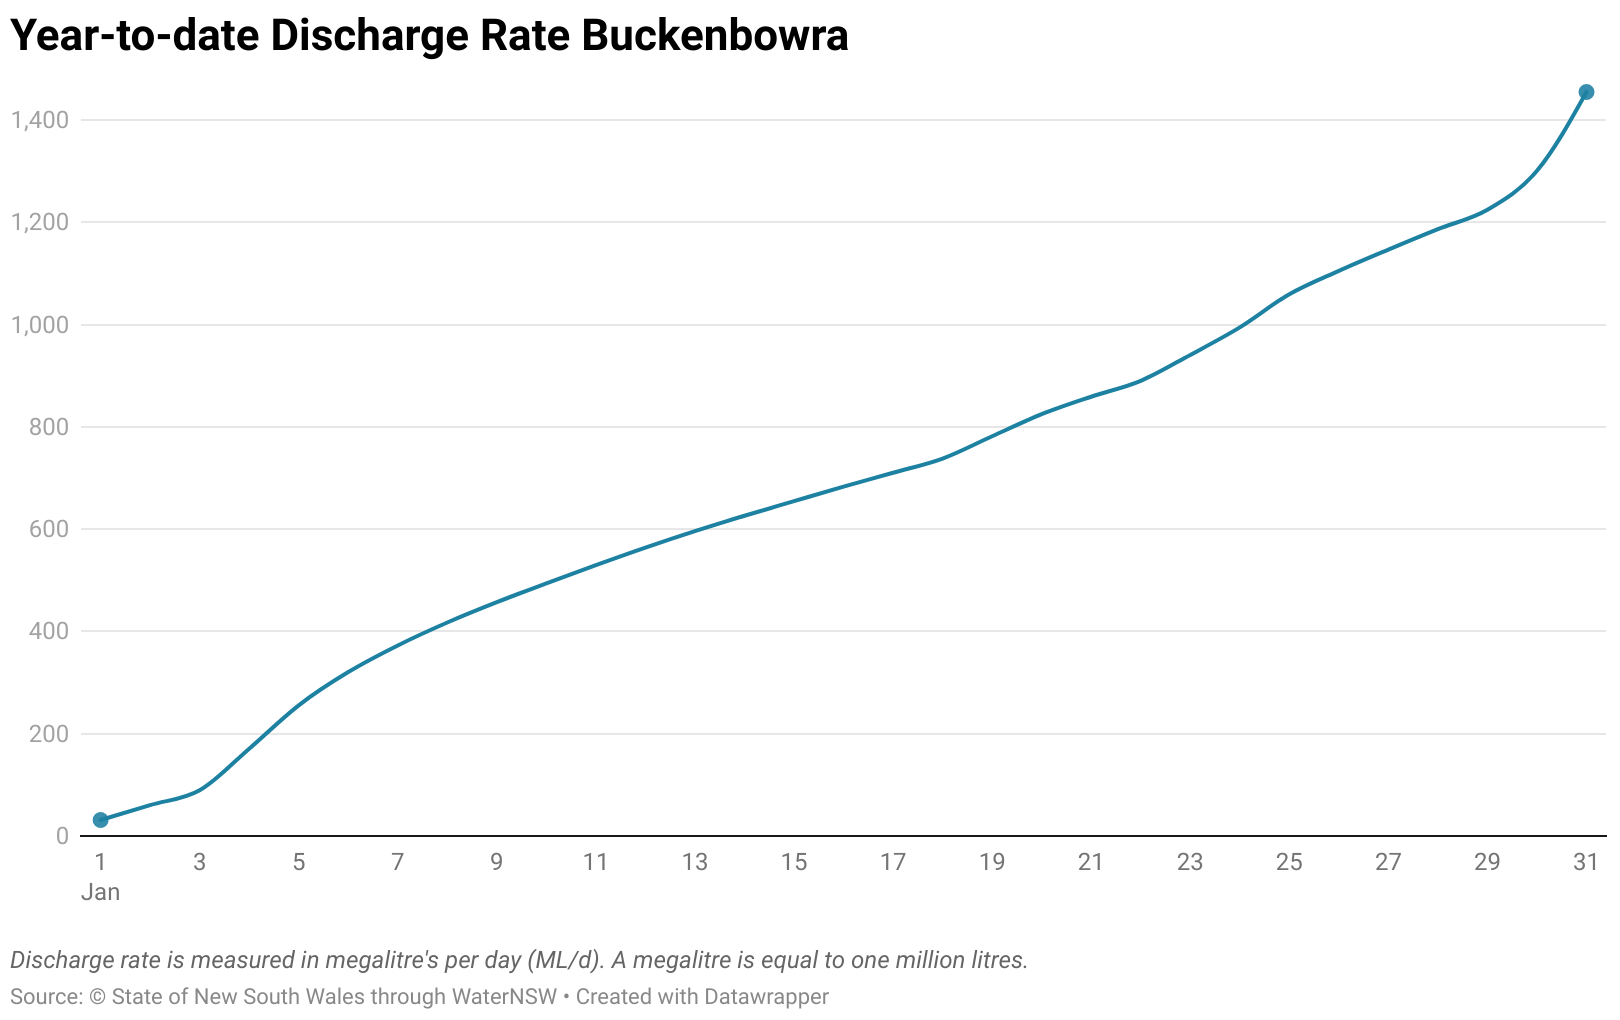 Year-to-date Discharge Rate Buckenbowra
1,400
1,200
1,000
800
600
400
200
0
1 3 5 7 9 11 13 15 17 19 21 23 25 27 29 31
Jan
Discharge rate is measured in megalitre's per day (ML/d). A megalitre is equal to one million litres.
Source: © State of New South Wales through WaterNSW • Created with Datawrapper